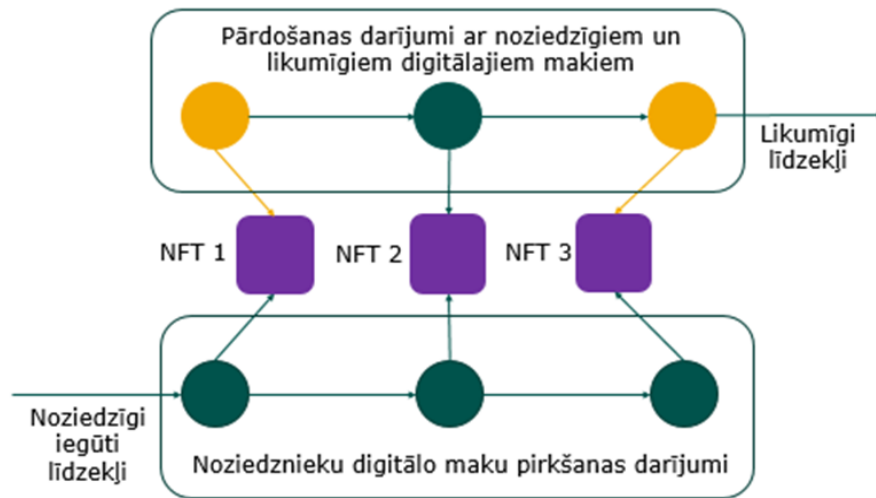 Pārdošanas darījumi ar noziedzīgiem un
likumīgiem digitālajiem makiem
Likumīgi
līdzekļi
NFT 1
NFT 2
NFT 3
Noziedzīgi
iegūti
līdzekļi
Noziedznieku digitālo maku pirkšanas darījumi